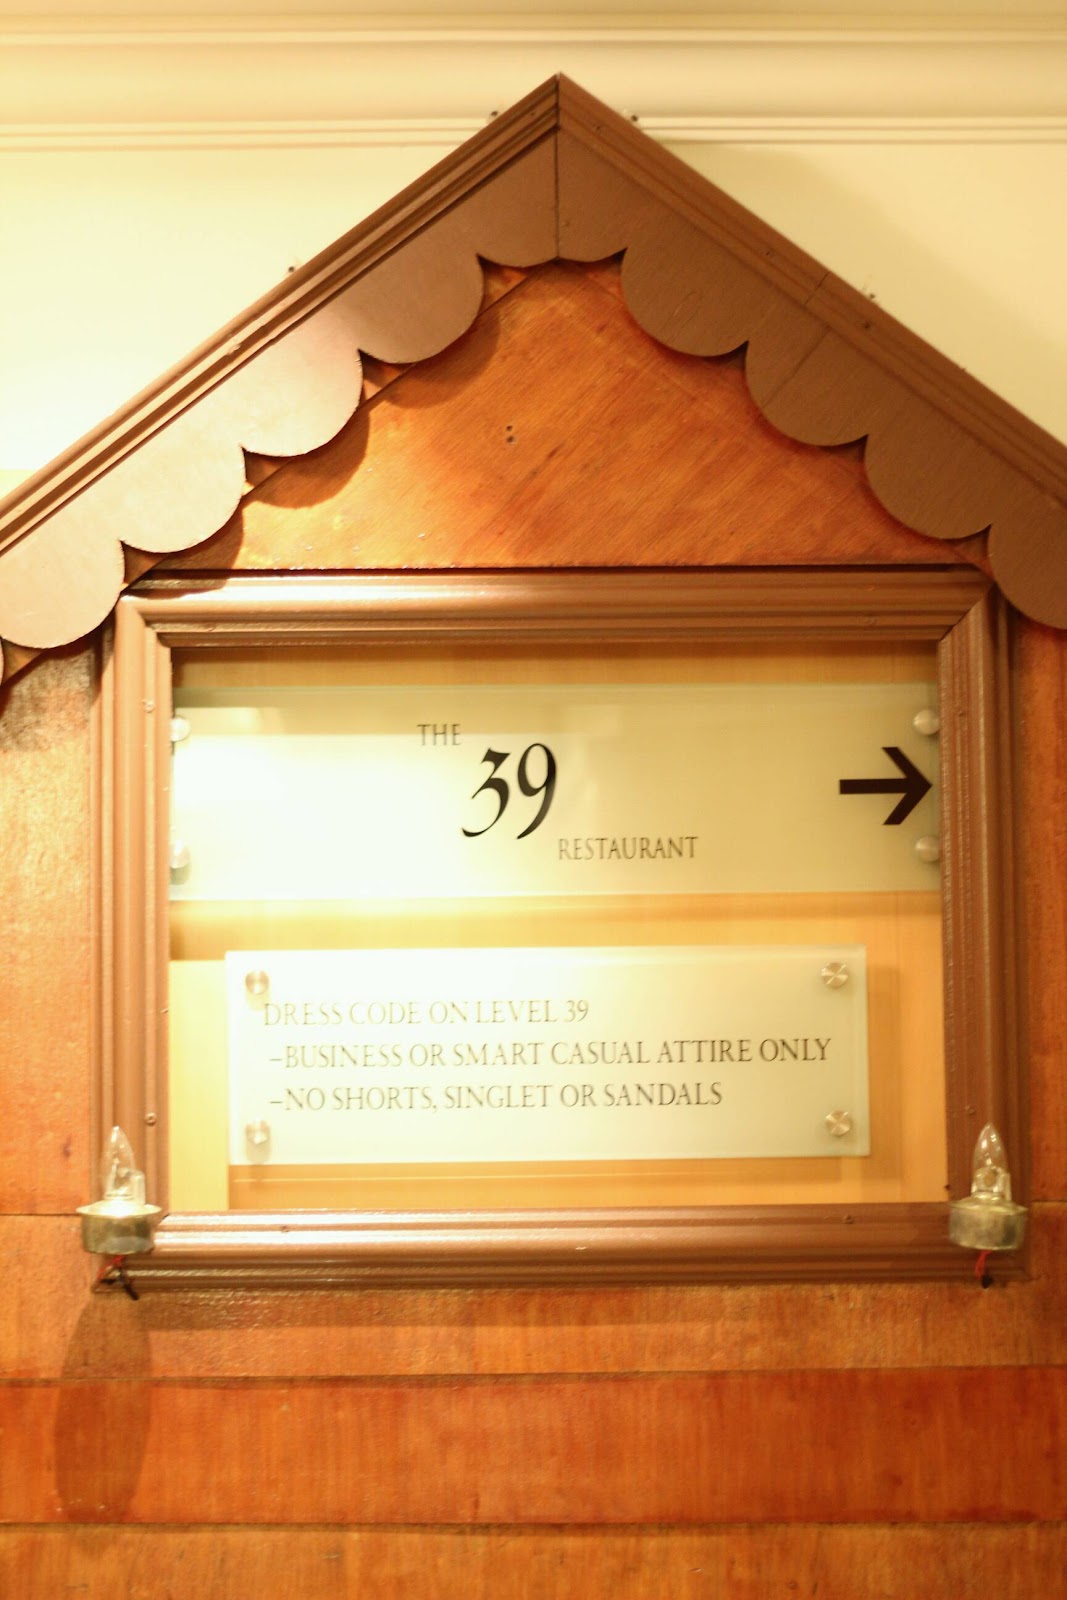 THE
39
RESTAURANT
DRESS CODE ON LEVEL 39
–BUSINESS OR SMART CASUAL ATTIRE ONLY
–NO SHORTS, SINGLET OR SANDALS